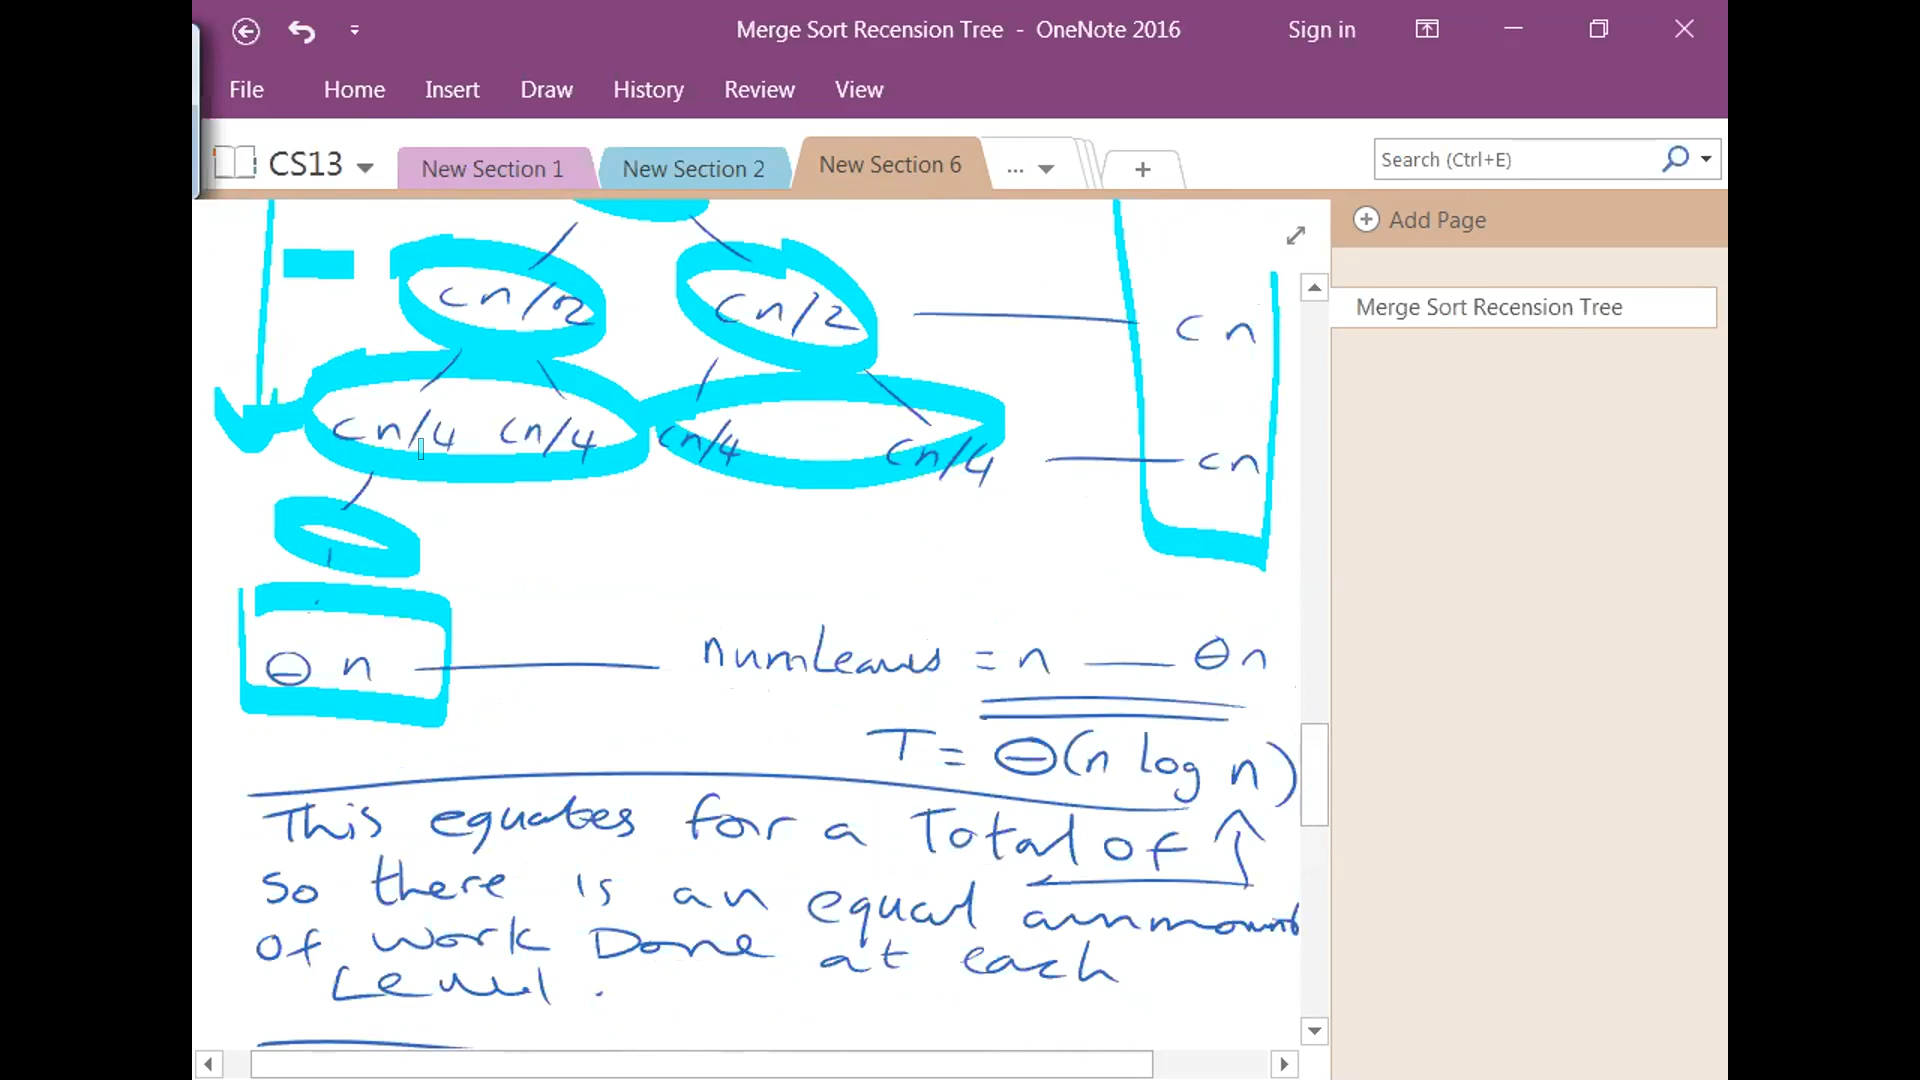 Merge Sort Recension Tree - OneNote 2016
Sign in
File Home Insert Draw History Review View
CS13
New Section 1
New Section 2
New Section 6
...
Search (Ctrl+E)
Add Page
Merge Sort Recension Tree
cn/2 cn/2 cn
cn/4 cn/4 cn/4 cn/4 cn
Θ n numLeaves = n Θn
T = Θ(n log n)
This equates for a Total of
so there is an equal ammount
of work Done at each
Level.